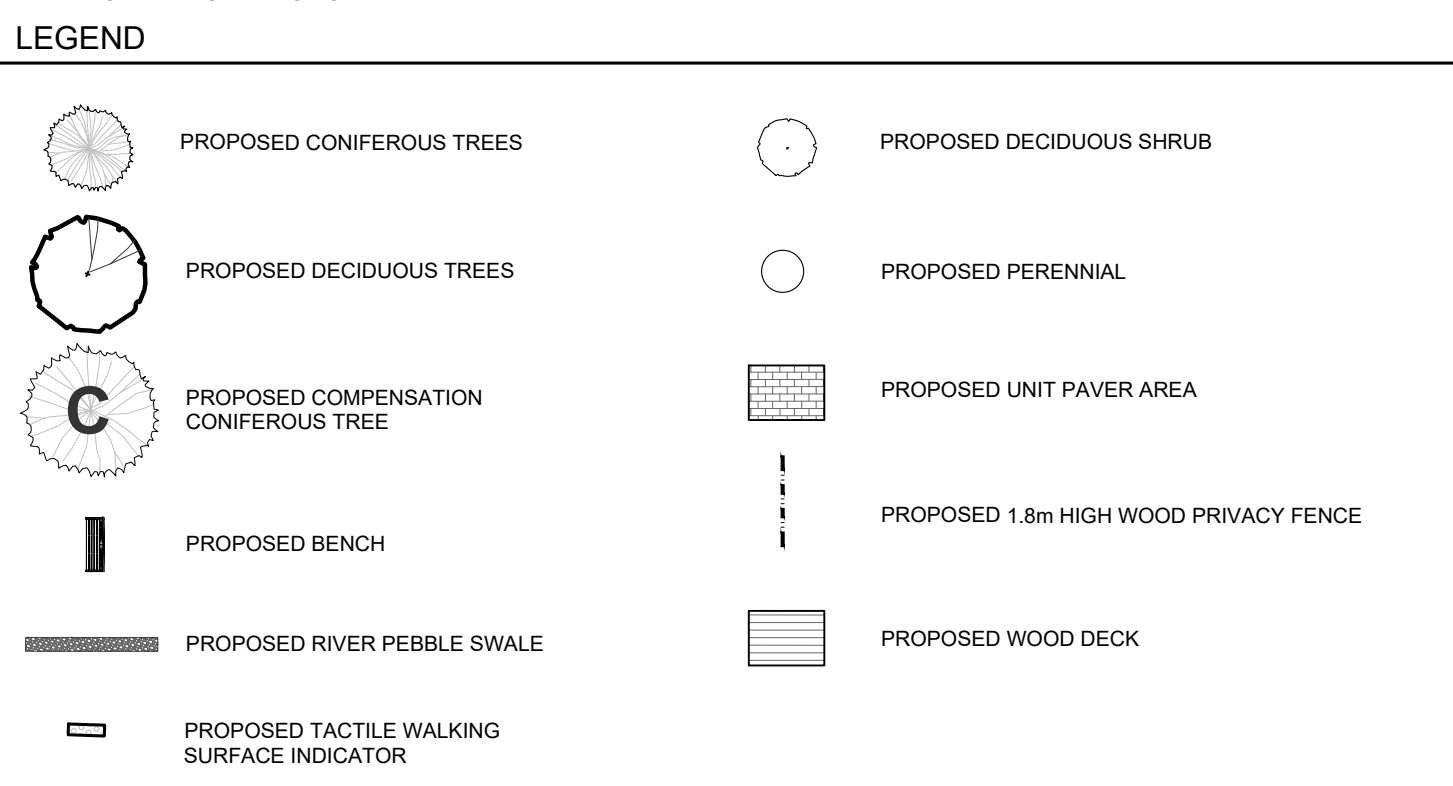 LEGEND
PROPOSED CONIFEROUS TREES
PROPOSED DECIDUOUS TREES
C
PROPOSED COMPENSATION
CONIFEROUS TREE
PROPOSED BENCH
PROPOSED RIVER PEBBLE SWALE
PROPOSED TACTILE WALKING
SURFACE INDICATOR
PROPOSED DECIDUOUS SHRUB
PROPOSED PERENNIAL
PROPOSED UNIT PAVER AREA
PROPOSED 1.8m HIGH WOOD PRIVACY FENCE
PROPOSED WOOD DECK